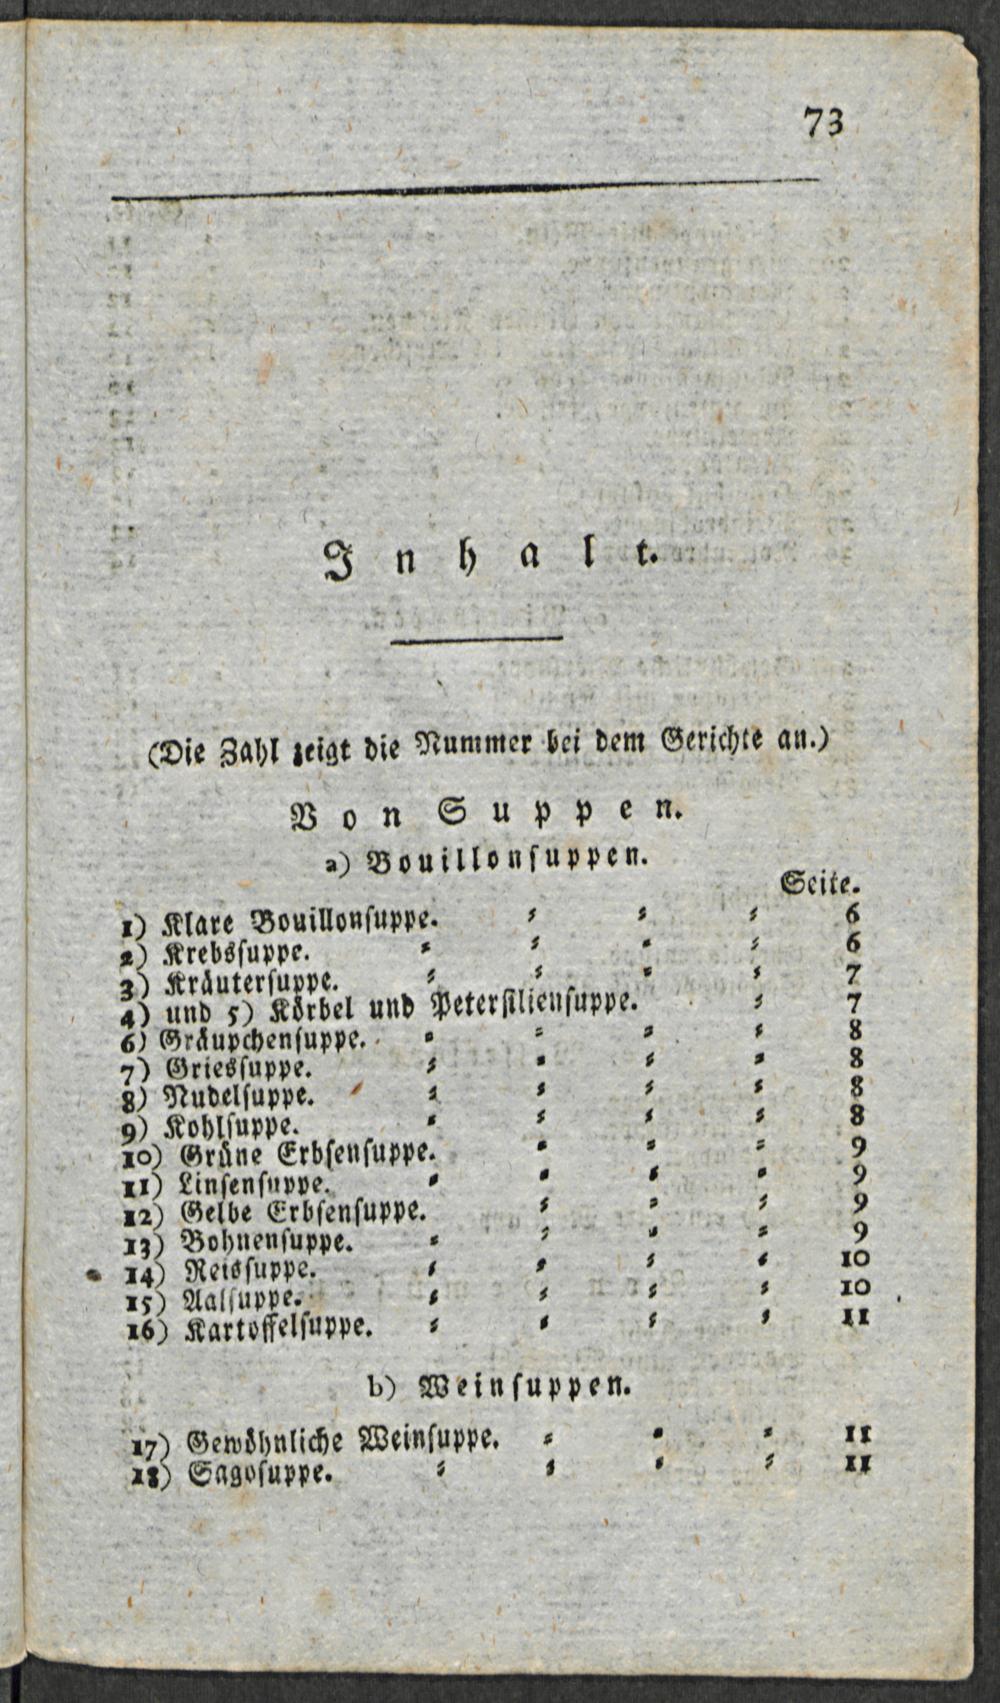 73
Inhalt.
(Die Zahl zeigt die Nummer bei dem Gerichte an.)
Von Suppen.
a) Bouillonsuppen.
Seite.
1) Klare Bouillonsuppe. 6
2) Krebssuppe. 6
3) Kräutersuppe. 7
4) und 5) Körbel und Petersiliensuppe. 7
6) Gräupchensuppe. 8
7) Griessuppe. 8
8) Nudelsuppe. 8
9) Kohlsuppe. 8
10) Grüne Erbsensuppe. 9
11) Linsensuppe. 9
12) Gelbe Erbsensuppe. 9
13) Bohnensuppe. 9
14) Reissuppe. 10
15) Aalsuppe. 10
16) Kartoffelsuppe. 11
b) Weinsuppen.
17) Gewöhnliche Weinsuppe. 11
18) Sagosuppe. 11